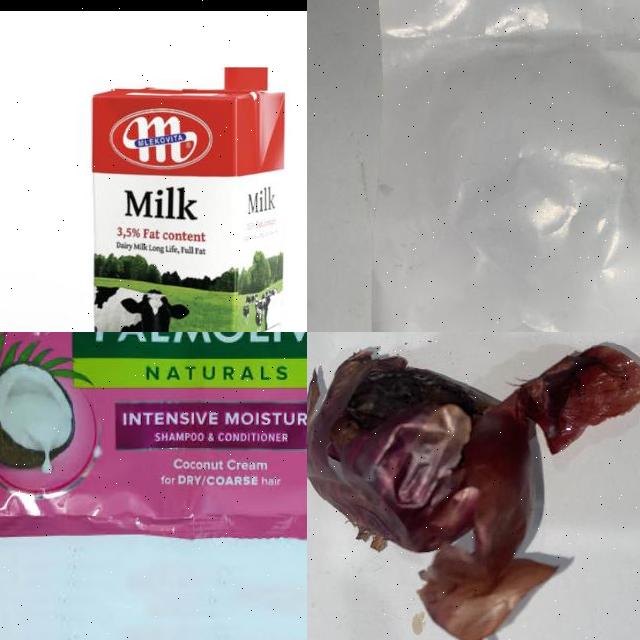 m
MLEKOVITA
Milk
3,5% Fat content
Dairy Milk Long Life, Full Fat
Milk
PALMOLIV
NATURALS
INTENSIVE MOISTUR
SHAMPOO & CONDITIONER
Coconut Cream
for DRY/COARSE hair